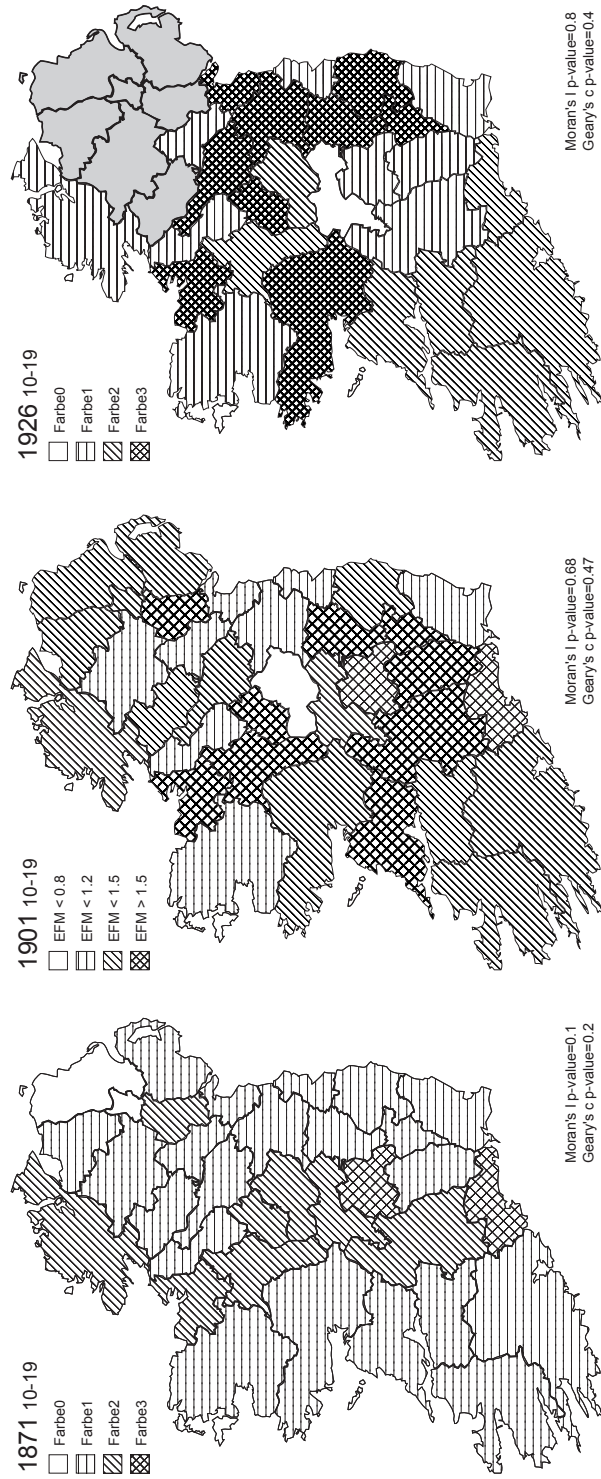 1871 10-19
Farbe0
Farbe1
Farbe2
Farbe3
Moran's I p-value=0.1
Geary's c p-value=0.2
1901 10-19
EFM < 0.8
EFM < 1.2
EFM < 1.5
EFM > 1.5
Moran's I p-value=0.68
Geary's c p-value=0.47
1926 10-19
Farbe0
Farbe1
Farbe2
Farbe3
Moran's I p-value=0.8
Geary's c p-value=0.4